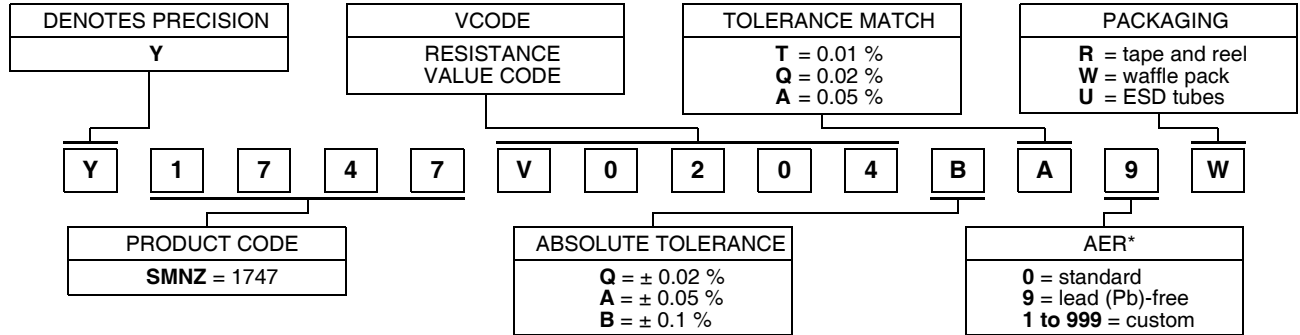 DENOTES PRECISION
Y
VCODE
RESISTANCE
VALUE CODE
TOLERANCE MATCH
T = 0.01 %
Q = 0.02 %
A = 0.05 %
PACKAGING
R = tape and reel
W = waffle pack
U = ESD tubes
Y 1 7 4 7 V 0 2 0 4 B A 9 W
PRODUCT CODE
SMNZ = 1747
ABSOLUTE TOLERANCE
Q = ± 0.02 %
A = ± 0.05 %
B = ± 0.1 %
AER*
0 = standard
9 = lead (Pb)-free
1 to 999 = custom